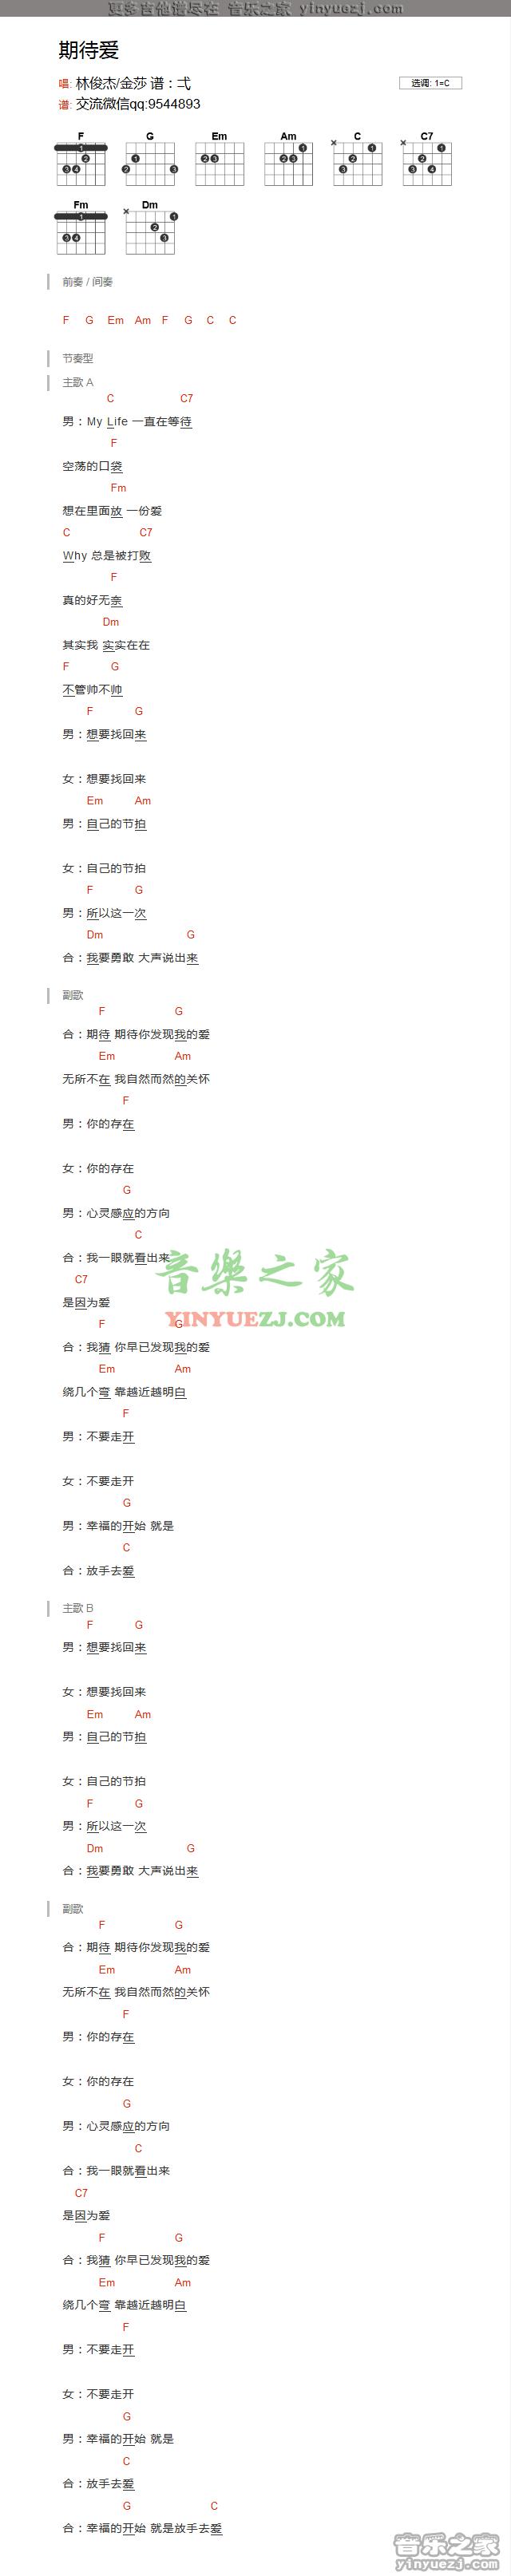 更多吉他谱尽在 音乐之家 yinyuezj.com
期待爱
唱: 林俊杰/金莎 谱：弍
选调: 1=C
谱: 交流微信qq:9544893
F G Em Am C C7
Fm Dm
前奏 / 间奏
F G Em Am F G C C
节奏型
主歌 A
C C7
男：My Life 一直在等待
F
空荡的口袋
Fm
想在里面放 一份爱
C C7
Why 总是被打败
F
真的好无奈
Dm
其实我 实实在在
F G
不管帅不帅
F G
男：想要找回来
女：想要找回来
Em Am
男：自己的节拍
女：自己的节拍
F G
男：所以这一次
Dm G
合：我要勇敢 大声说出来
副歌
F G
合：期待 期待你发现我的爱
Em Am
无所不在 我自然而然的关怀
F
男：你的存在
女：你的存在
G
男：心灵感应的方向
C
合：我一眼就看出来
C7
是因为爱
音樂之家
YINYUEZJ.COM
F G
合：我猜 你早已发现我的爱
Em Am
绕几个弯 靠越近越明白
F
男：不要走开
女：不要走开
G
男：幸福的开始 就是
C
合：放手去爱
主歌 B
F G
男：想要找回来
女：想要找回来
Em Am
男：自己的节拍
女：自己的节拍
F G
男：所以这一次
Dm G
合：我要勇敢 大声说出来
副歌
F G
合：期待 期待你发现我的爱
Em Am
无所不在 我自然而然的关怀
F
男：你的存在
女：你的存在
G
男：心灵感应的方向
C
合：我一眼就看出来
C7
是因为爱
F G
合：我猜 你早已发现我的爱
Em Am
绕几个弯 靠越近越明白
F
男：不要走开
女：不要走开
G
男：幸福的开始 就是
C
合：放手去爱
G C
合：幸福的开始 就是放手去爱
音乐之家
yinyuezj.com